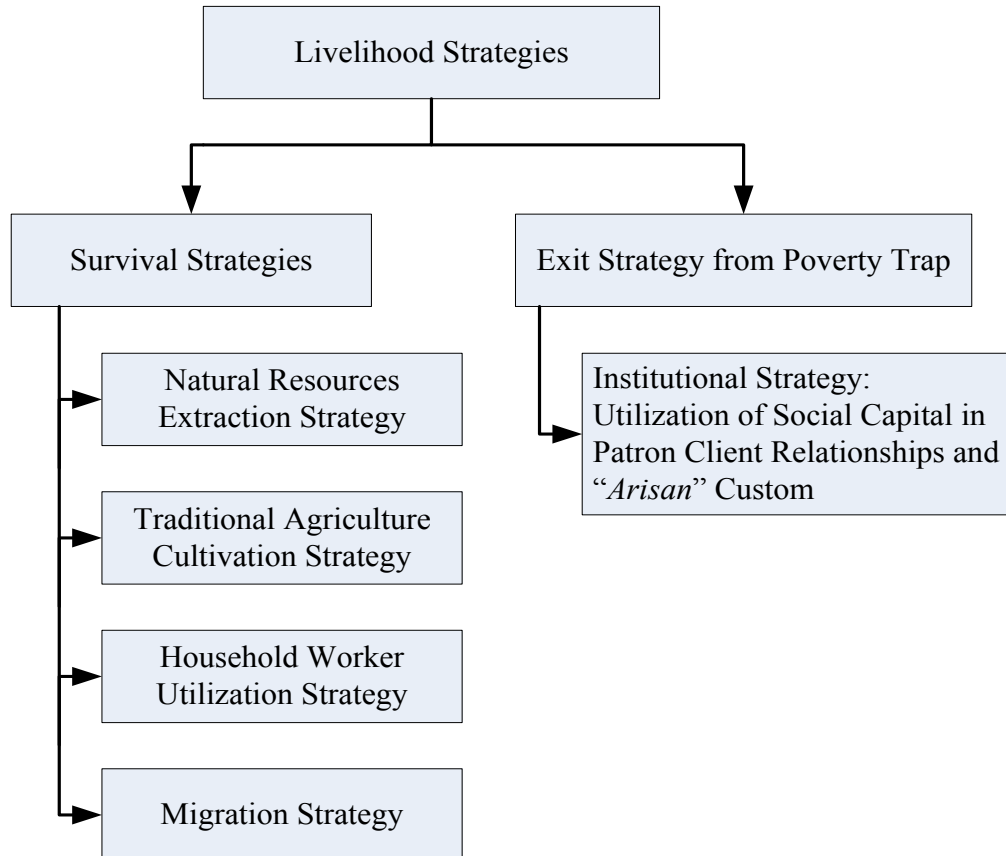 Livelihood Strategies
Survival Strategies
Exit Strategy from Poverty Trap
Natural Resources
Extraction Strategy
Traditional Agriculture
Cultivation Strategy
Household Worker
Utilization Strategy
Migration Strategy
Institutional Strategy:
Utilization of Social Capital in
Patron Client Relationships and
“Arisan” Custom